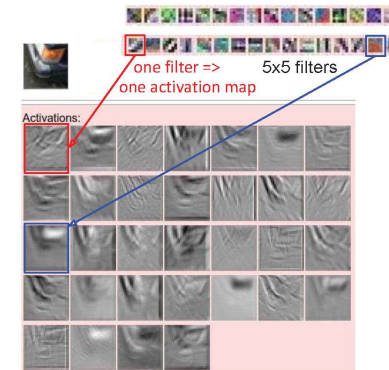 one filter =>
one activation map
5x5 filters
Activations: